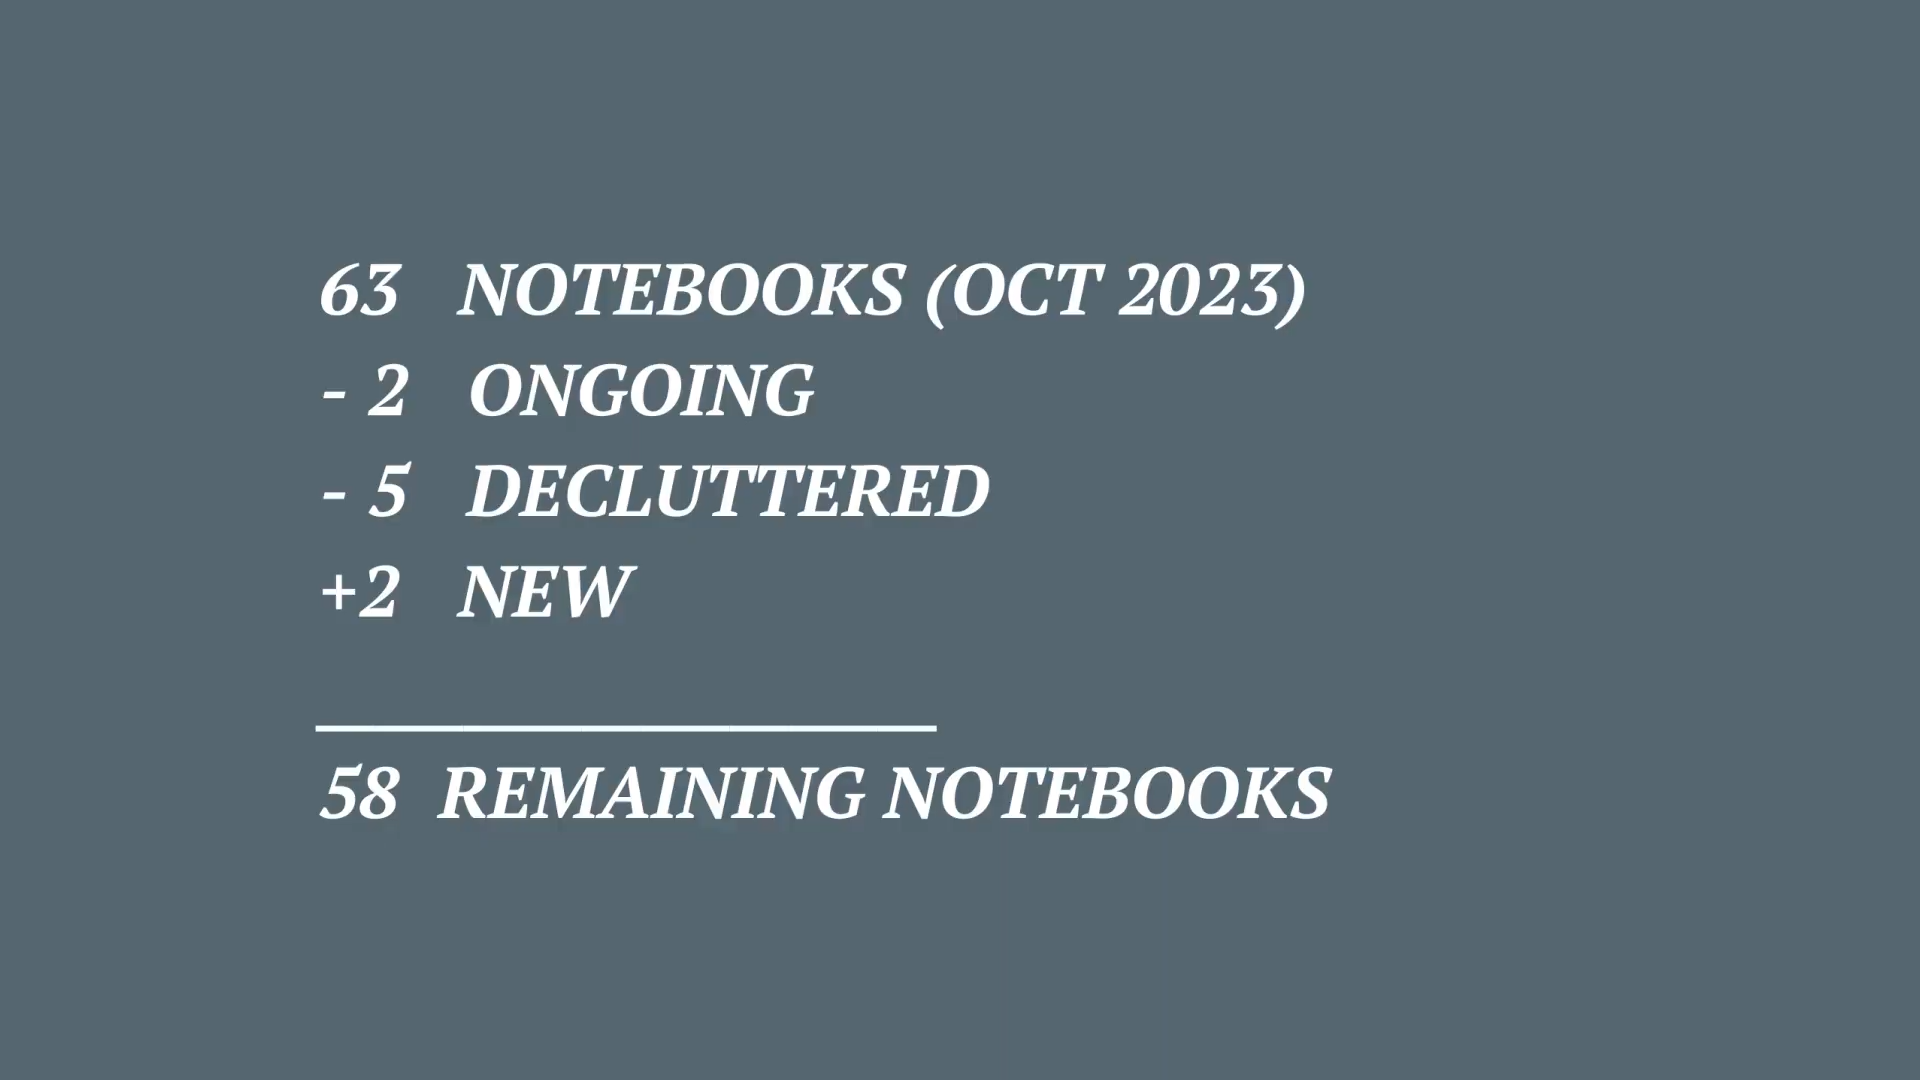 63 NOTEBOOKS (OCT 2023)
- 2 ONGOING
- 5 DECLUTTERED
+2 NEW
58 REMAINING NOTEBOOKS